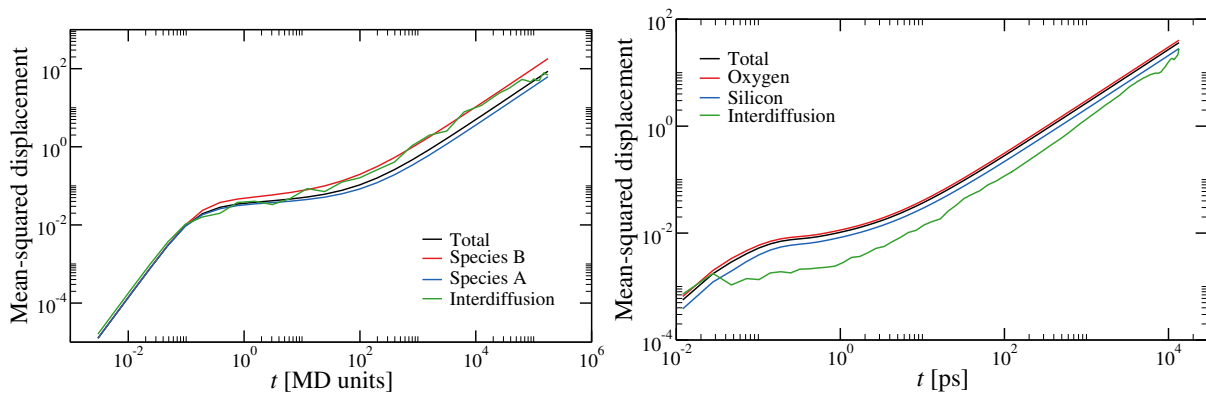 Mean-squared displacement
10^2
10^0
10^-2
10^-4
Total
Species B
Species A
Interdiffusion
10^-2
10^0
10^2
10^4
10^6
t [MD units]
Mean-squared displacement
10^2
10^0
10^-2
10^-4
Total
Oxygen
Silicon
Interdiffusion
10^-2
10^0
10^2
10^4
t [ps]